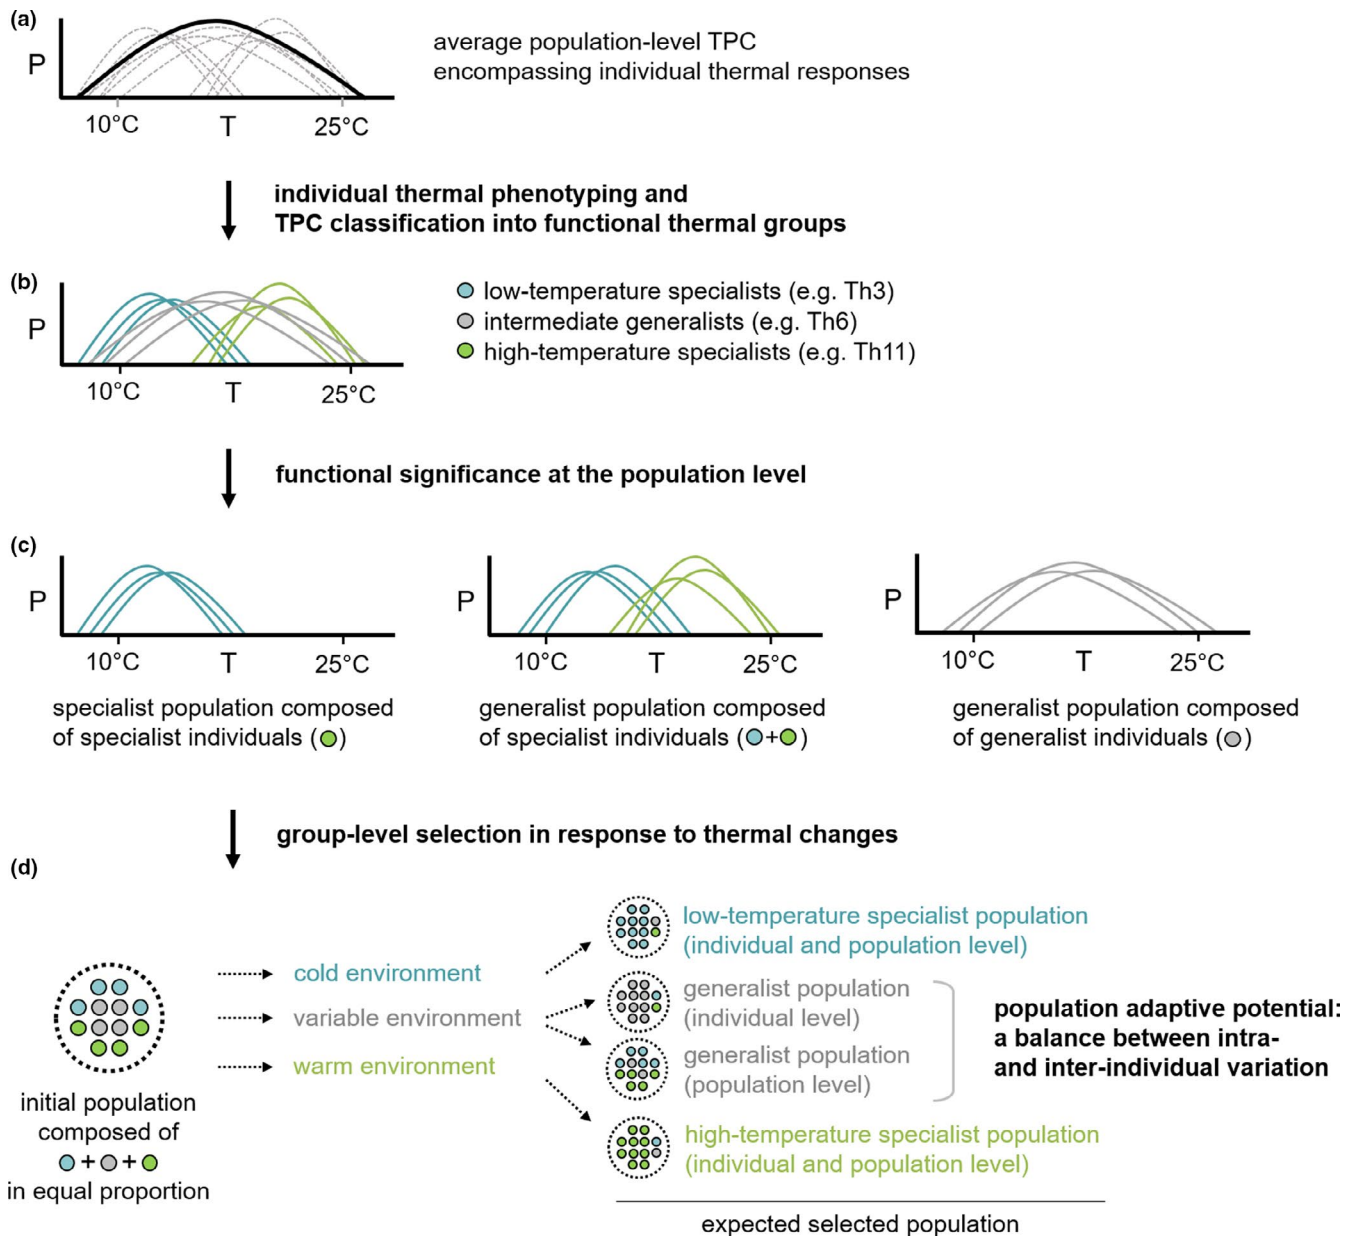 (a)
P
10°C
T
25°C
average population-level TPC
encompassing individual thermal responses
individual thermal phenotyping and
TPC classification into functional thermal groups
(b)
P
10°C
T
25°C
low-temperature specialists (e.g. Th3)
intermediate generalists (e.g. Th6)
high-temperature specialists (e.g. Th11)
functional significance at the population level
(c)
P
10°C
T
25°C
specialist population composed
of specialist individuals ( )
P
10°C
T
25°C
generalist population composed
of specialist individuals ( + )
P
10°C
T
25°C
generalist population composed
of generalist individuals ( )
group-level selection in response to thermal changes
(d)
initial population
composed of
+ +
in equal proportion
cold environment
variable environment
warm environment
low-temperature specialist population
(individual and population level)
generalist population
(individual level)
generalist population
(population level)
high-temperature specialist population
(individual and population level)
population adaptive potential:
a balance between intra-
and inter-individual variation
expected selected population